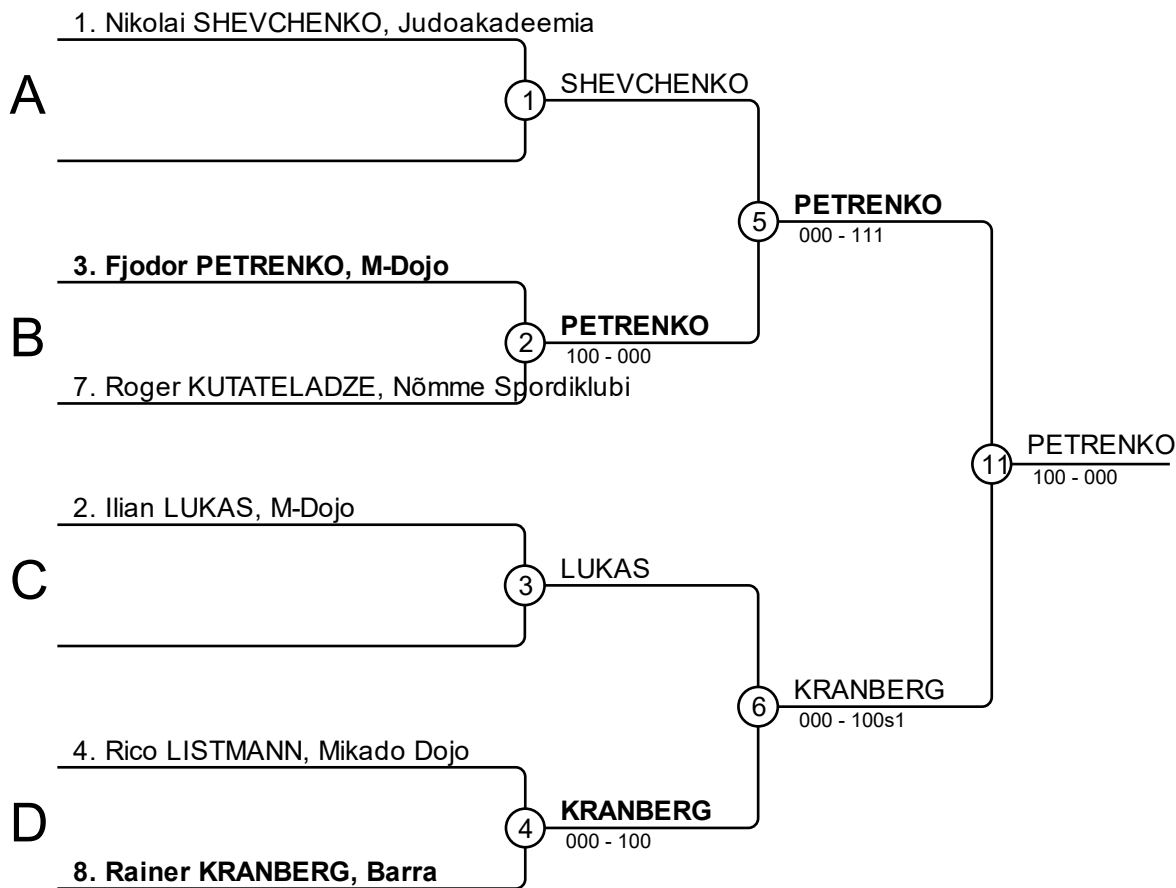 1. Nikolai SHEVCHENKO, Judoakadeemia
A
1
SHEVCHENKO
5
PETRENKO
000 - 111
3. Fjodor PETRENKO, M-Dojo
B
2
PETRENKO
100 - 000
7. Roger KUTATELADZE, Nõmme Spordiklubi
11
PETRENKO
100 - 000
2. Ilian LUKAS, M-Dojo
C
3
LUKAS
6
KRANBERG
000 - 100s1
4. Rico LISTMANN, Mikado Dojo
D
4
KRANBERG
000 - 100
8. Rainer KRANBERG, Barra